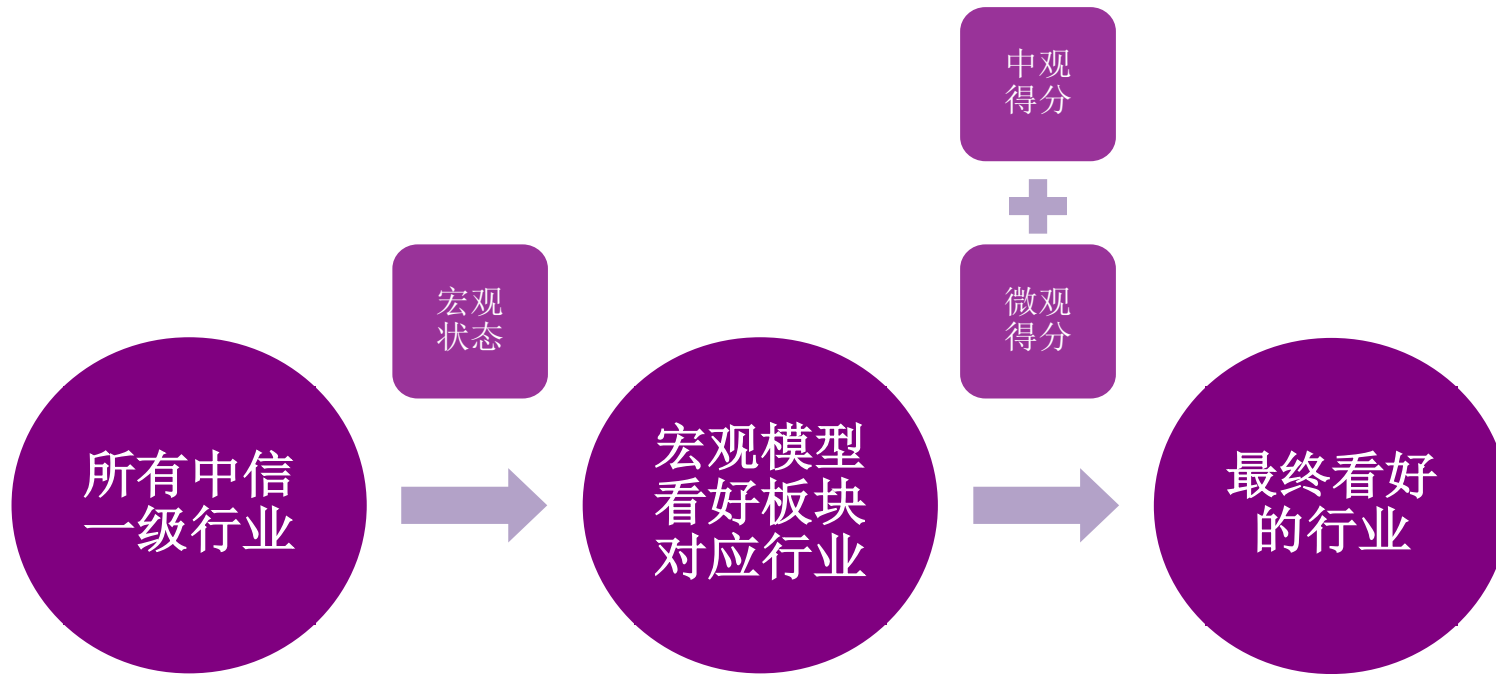 中观
得分
宏观
状态
微观
得分
所有中信
一级行业
宏观模型
看好板块
对应行业
最终看好
的行业